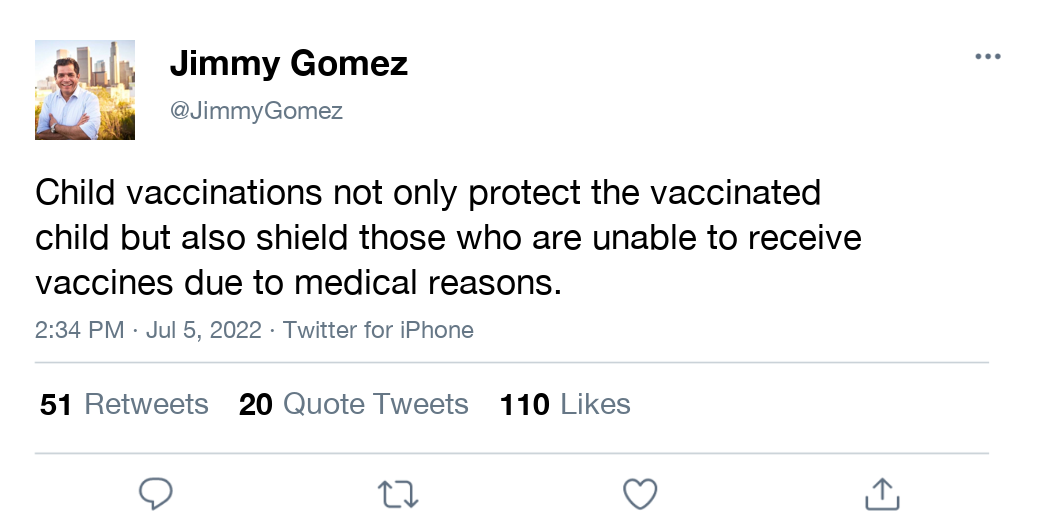 Jimmy Gomez
@JimmyGomez
Child vaccinations not only protect the vaccinated
child but also shield those who are unable to receive
vaccines due to medical reasons.
2:34 PM · Jul 5, 2022 · Twitter for iPhone
51 Retweets 20 Quote Tweets 110 Likes